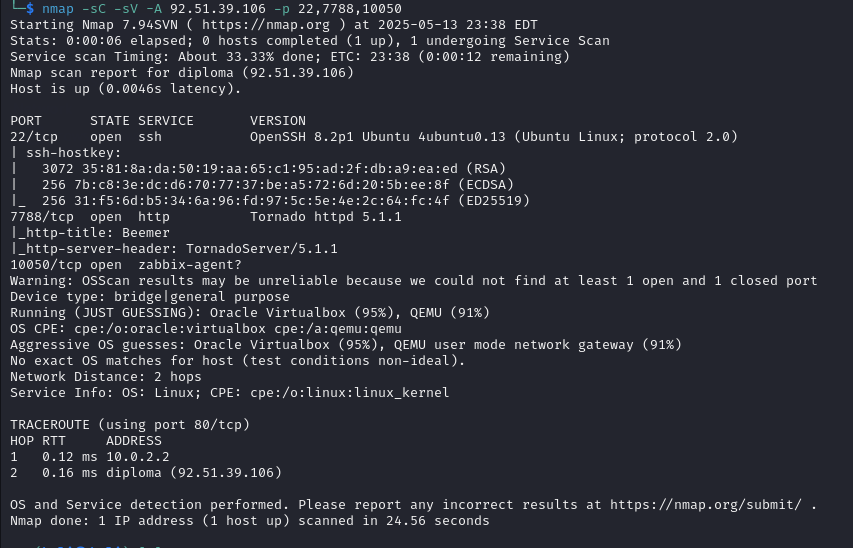 └─$ nmap -sC -sV -A 92.51.39.106 -p 22,7788,10050
Starting Nmap 7.94SVN ( https://nmap.org ) at 2025-05-13 23:38 EDT
Stats: 0:00:06 elapsed; 0 hosts completed (1 up), 1 undergoing Service Scan
Service scan Timing: About 33.33% done; ETC: 23:38 (0:00:12 remaining)
Nmap scan report for diploma (92.51.39.106)
Host is up (0.0046s latency).

PORT      STATE SERVICE       VERSION
22/tcp    open  ssh           OpenSSH 8.2p1 Ubuntu 4ubuntu0.13 (Ubuntu Linux; protocol 2.0)
| ssh-hostkey:
|   3072 35:81:8a:da:50:19:aa:65:c1:95:ad:2f:db:a9:ea:ed (RSA)
|   256 7b:c8:3e:dc:d6:70:77:37:be:a5:72:6d:20:5b:ee:8f (ECDSA)
|_  256 31:f5:6d:b5:34:6a:96:fd:97:5c:5e:4e:2c:64:fc:4f (ED25519)
7788/tcp  open  http          Tornado httpd 5.1.1
|_http-title: Beemer
|_http-server-header: TornadoServer/5.1.1
10050/tcp open  zabbix-agent?
Warning: OSScan results may be unreliable because we could not find at least 1 open and 1 closed port
Device type: bridge|general purpose
Running (JUST GUESSING): Oracle Virtualbox (95%), QEMU (91%)
OS CPE: cpe:/o:oracle:virtualbox cpe:/a:qemu:qemu
Aggressive OS guesses: Oracle Virtualbox (95%), QEMU user mode network gateway (91%)
No exact OS matches for host (test conditions non-ideal).
Network Distance: 2 hops
Service Info: OS: Linux; CPE: cpe:/o:linux:linux_kernel

TRACEROUTE (using port 80/tcp)
HOP RTT     ADDRESS
1   0.12 ms 10.0.2.2
2   0.16 ms diploma (92.51.39.106)

OS and Service detection performed. Please report any incorrect results at https://nmap.org/submit/ .
Nmap done: 1 IP address (1 host up) scanned in 24.56 seconds